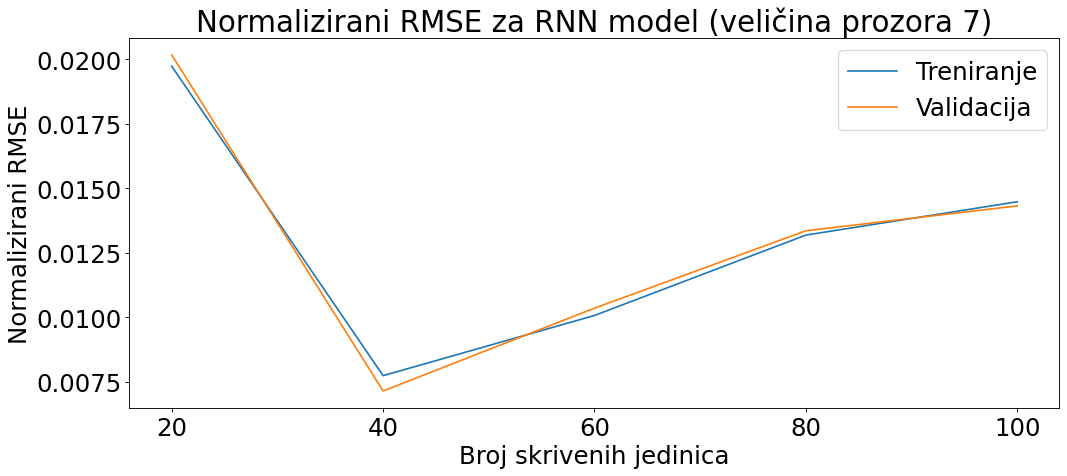 Normalizirani RMSE za RNN model (veličina prozora 7)
Treniranje
Validacija
Normalizirani RMSE
0.0200
0.0175
0.0150
0.0125
0.0100
0.0075
20 40 60 80 100
Broj skrivenih jedinica